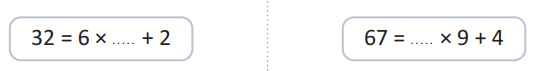 32 = 6 × ..... + 2
67 = ..... × 9 + 4